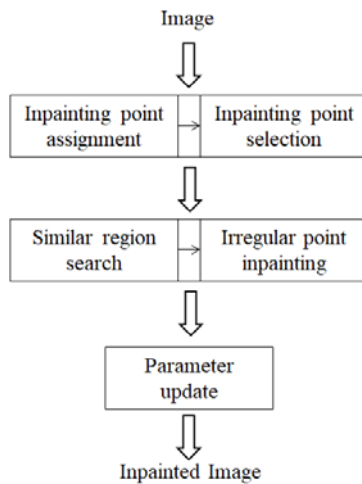 Image
Inpainting point
assignment
Inpainting point
selection
Similar region
search
Irregular point
inpainting
Parameter
update
Inpainted Image